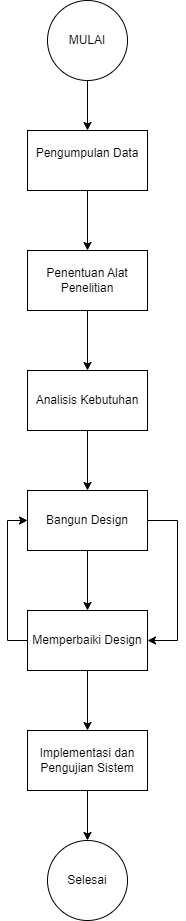 MULAI
Pengumpulan Data
Penentuan Alat
Penelitian
Analisis Kebutuhan
Bangun Design
Memperbaiki Design
Implementasi dan
Pengujian Sistem
Selesai